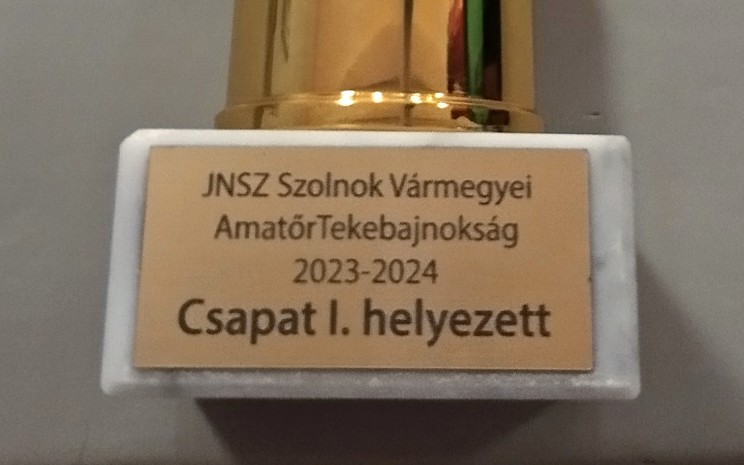 JNSZ Szolnok Vármegyei
AmatőrTekebajnokság
2023-2024
Csapat I. helyezett